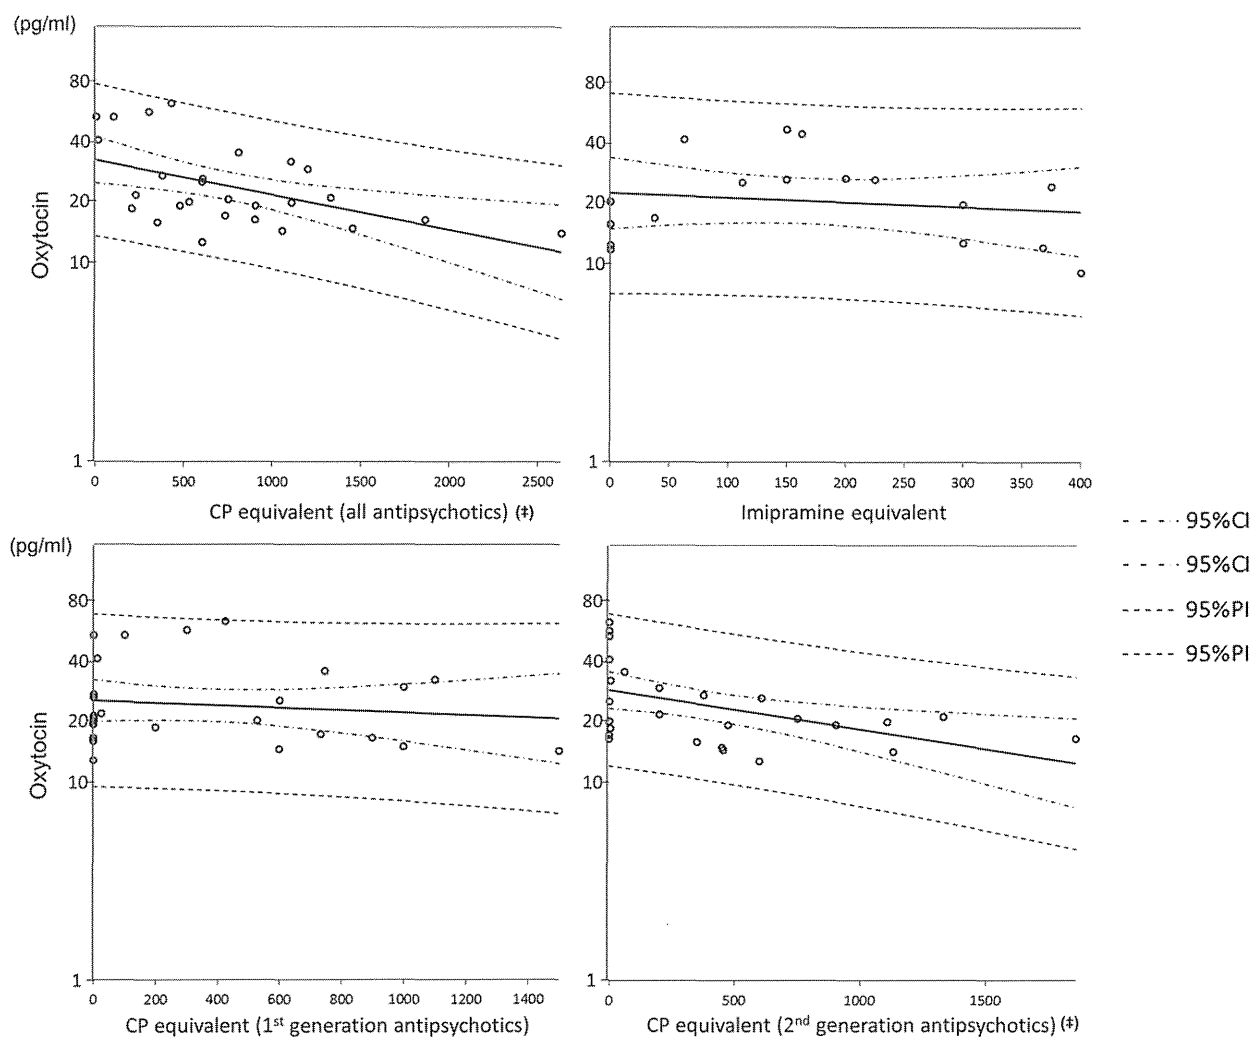 (pg/ml)
80
40
20
10
1
Oxytocin
0 500 1000 1500 2000 2500
CP equivalent (all antipsychotics) (‡)
80
40
20
10
1
0 50 100 150 200 250 300 350 400
Imipramine equivalent
(pg/ml)
80
40
20
10
1
Oxytocin
0 200 400 600 800 1000 1200 1400
CP equivalent (1st generation antipsychotics)
80
40
20
10
1
0 500 1000 1500
CP equivalent (2nd generation antipsychotics) (‡)
95%CI
95%CI
95%PI
95%PI